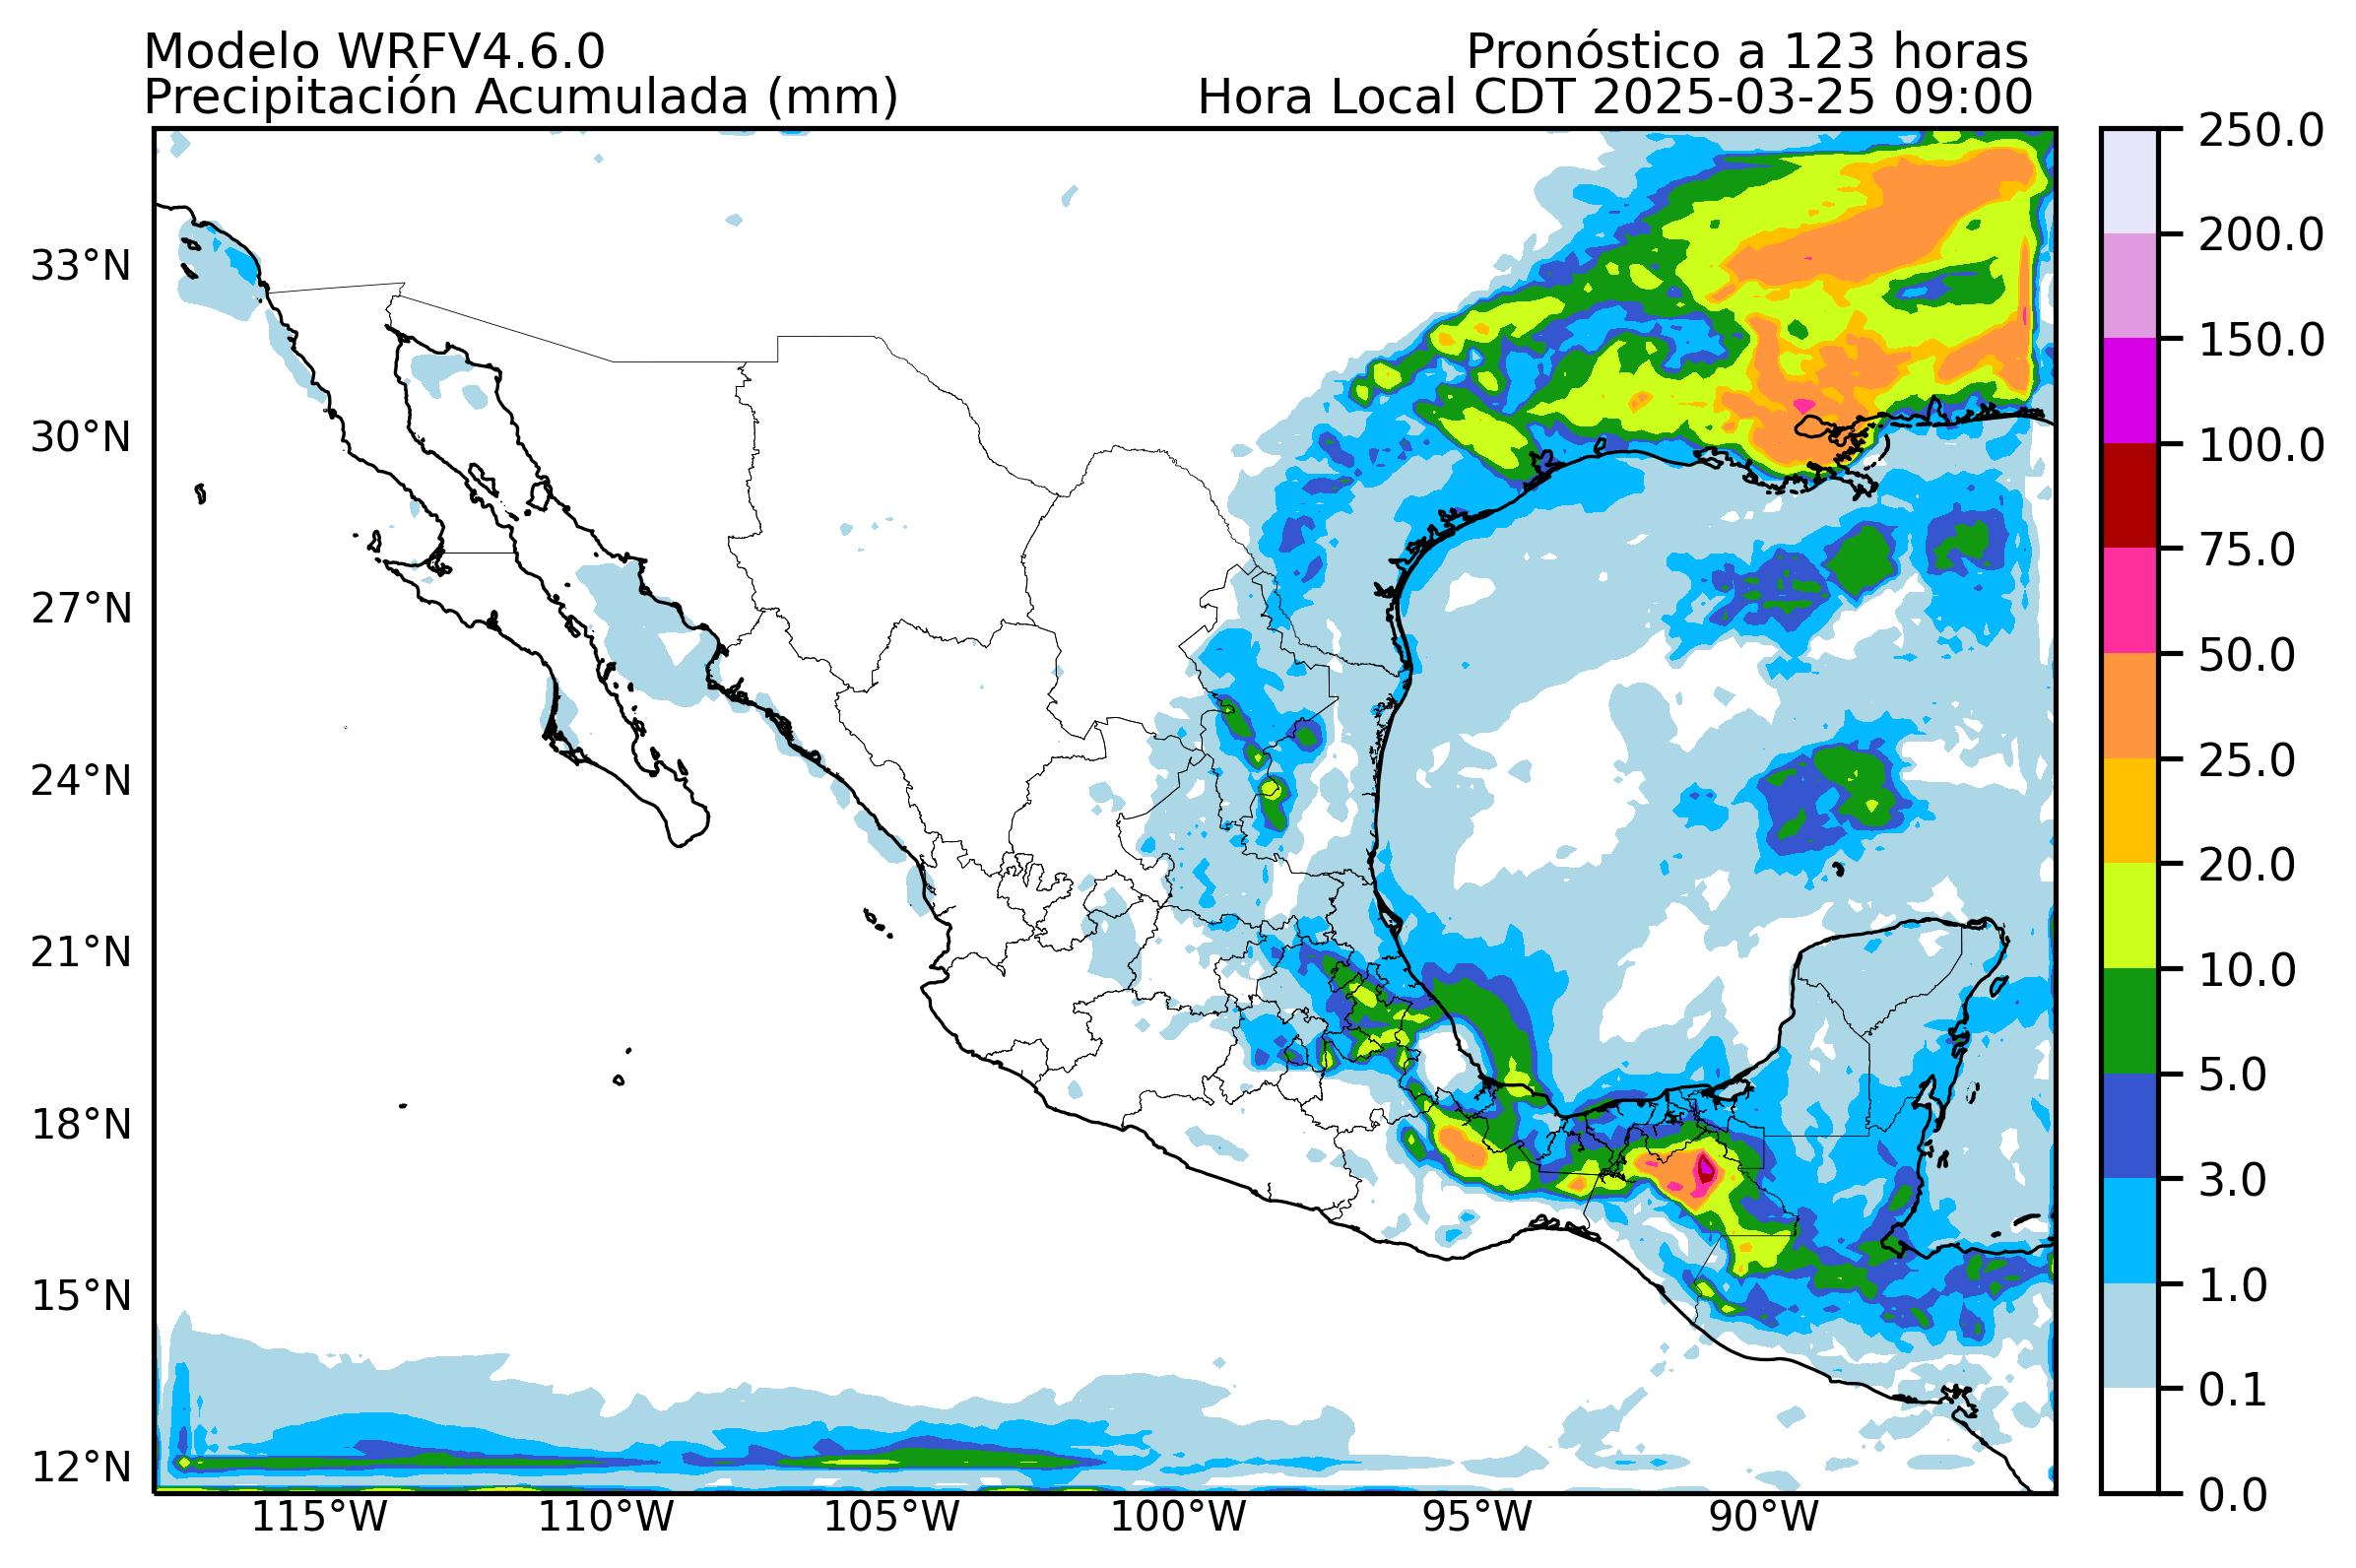 Modelo WRFV4.6.0
Pronóstico a 123 horas
Precipitación Acumulada (mm)
Hora Local CDT 2025-03-25 09:00
33°N
30°N
27°N
24°N
21°N
18°N
15°N
12°N
115°W
110°W
105°W
100°W
95°W
90°W
250.0
200.0
150.0
100.0
75.0
50.0
25.0
20.0
10.0
5.0
3.0
1.0
0.1
0.0